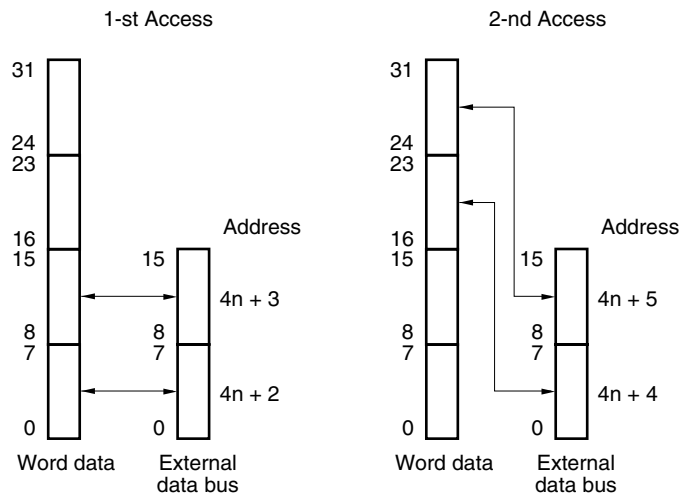 1-st Access
31
24
23
16
15
8
7
0
Word data
Address
15
4n + 3
8
7
4n + 2
0
External
data bus
2-nd Access
31
24
23
16
15
8
7
0
Word data
Address
15
4n + 5
8
7
4n + 4
0
External
data bus